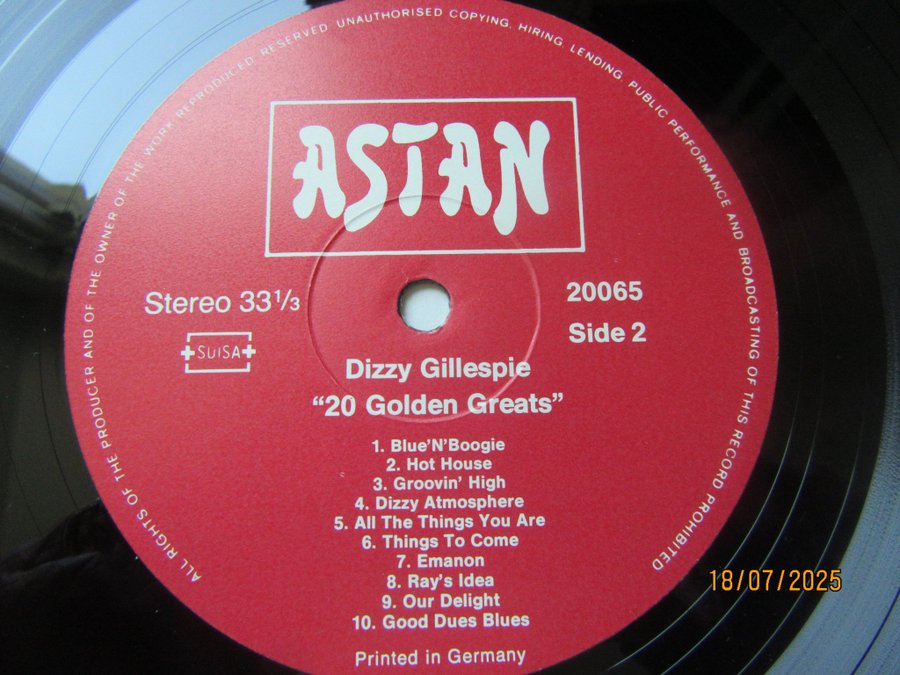 ALL RIGHTS OF THE PRODUCER AND OF THE OWNER OF THE WORK REPRODUCED RESERVED UNAUTHORISED COPYING, HIRING, LENDING, PUBLIC PERFORMANCE AND BROADCASTING OF THIS RECORD PROHIBITED
ASTAN
Stereo 33⅓
20065
SUISA
Side 2
Dizzy Gillespie
“20 Golden Greats”
1. Blue’N’Boogie
2. Hot House
3. Groovin’ High
4. Dizzy Atmosphere
5. All The Things You Are
6. Things To Come
7. Emanon
8. Ray’s Idea
9. Our Delight
10. Good Dues Blues
Printed in Germany
18/07/2025